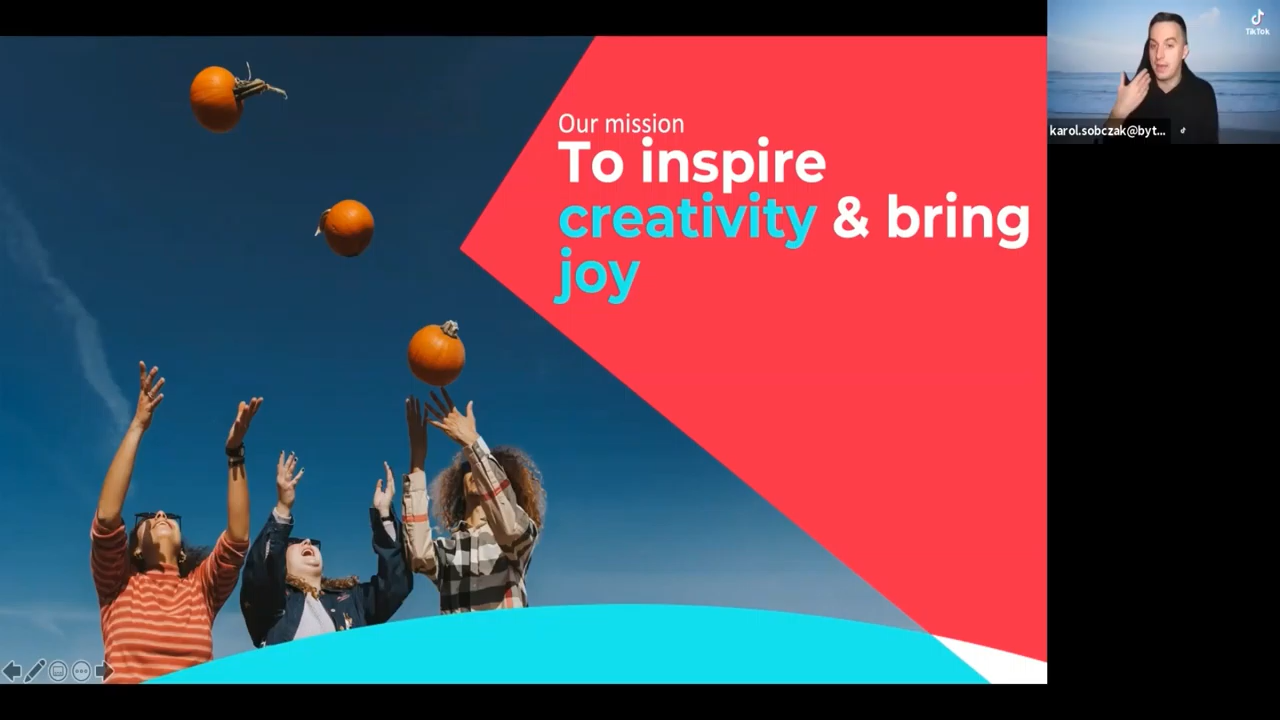 Our mission
To inspire
creativity & bring
joy
TikTok
karol.sobczak@byt...